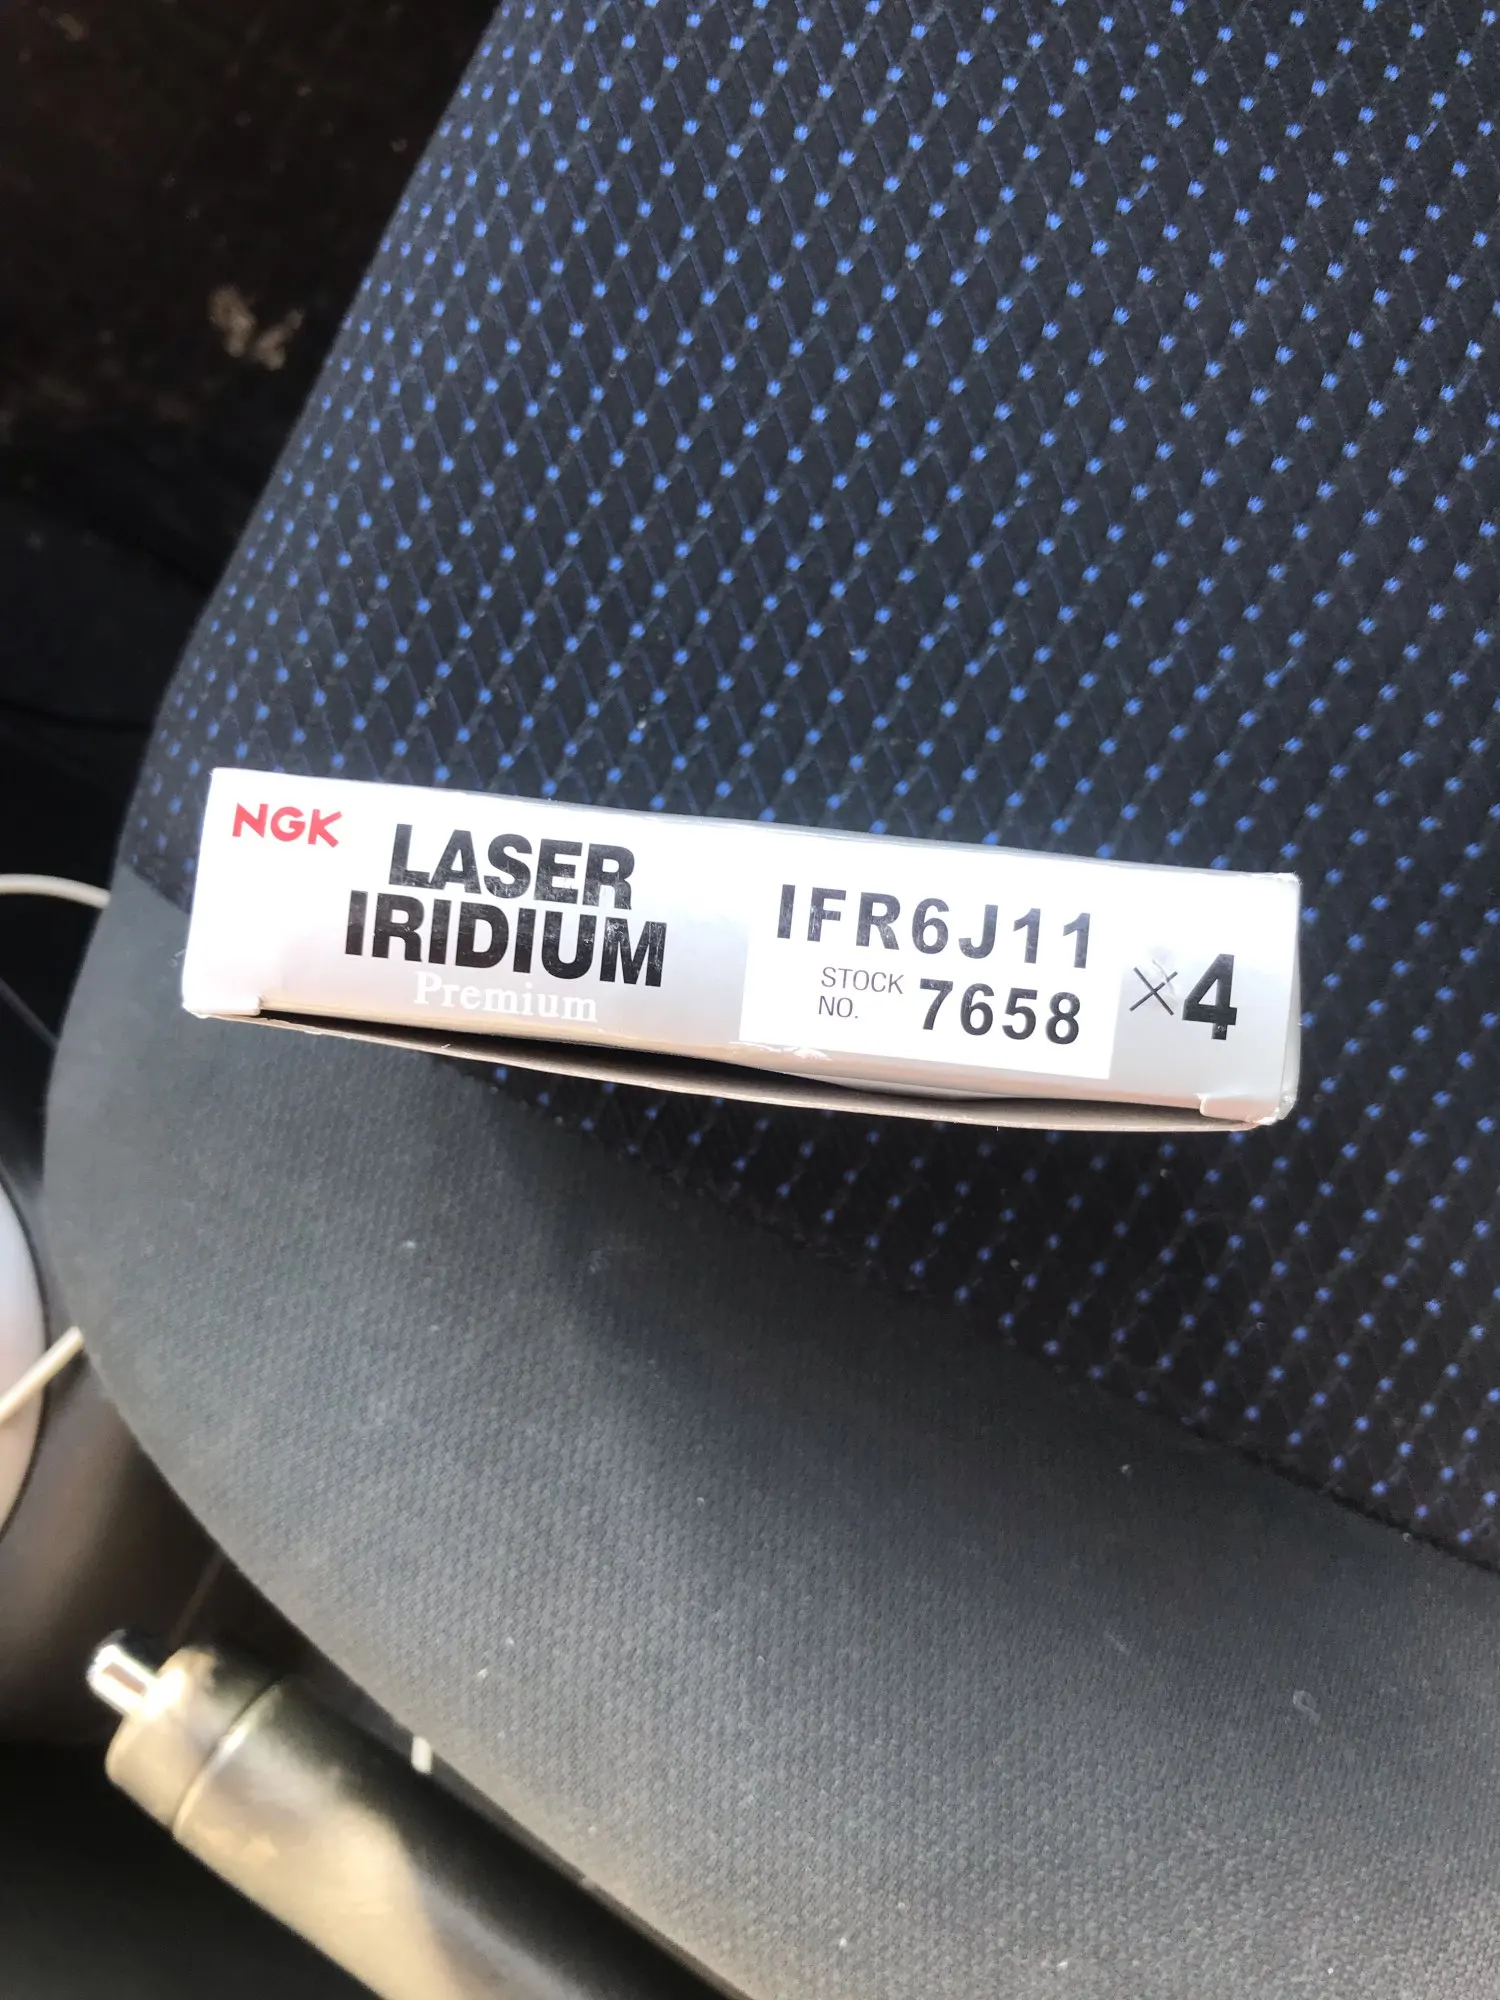 NGK
LASER
IRIDIUM
Premium
IFR6J11
STOCK NO. 7658
×4